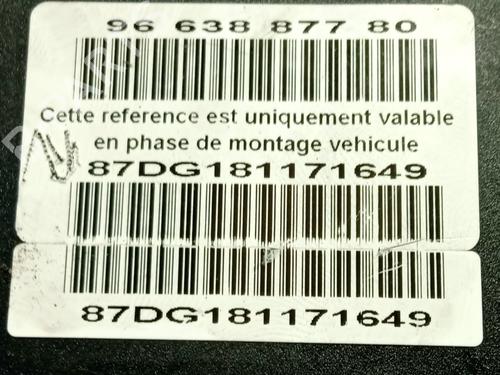 96 638 877 80
Cette reference est uniquement valable
en phase de montage vehicule
87DG181171649
87DG181171649